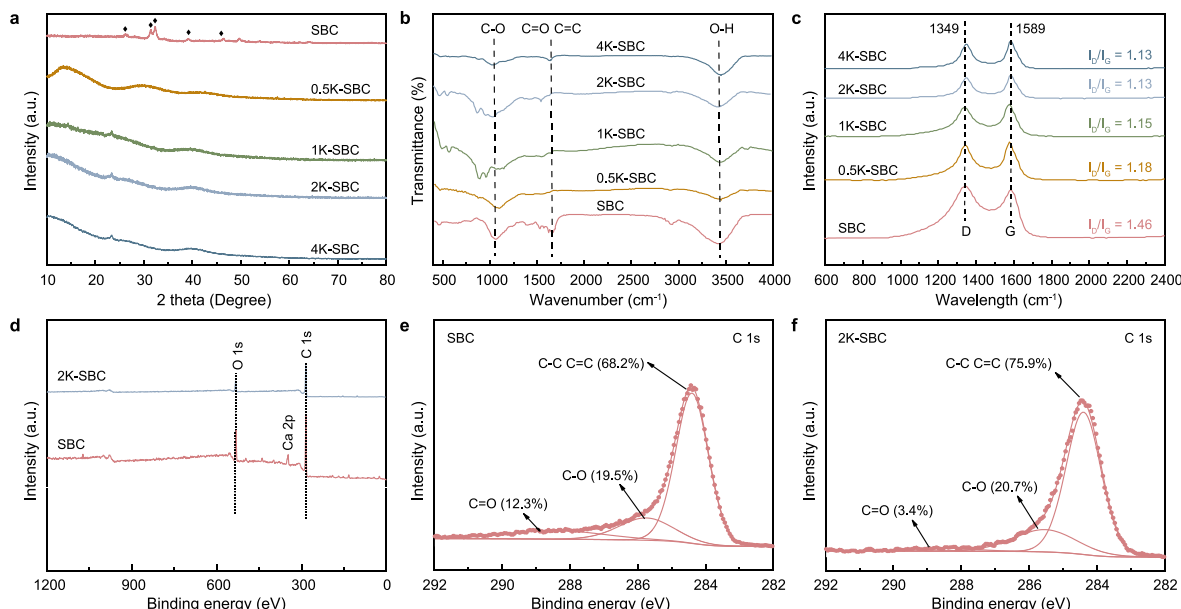 a
SBC
0.5K-SBC
1K-SBC
2K-SBC
4K-SBC
Intensity (a.u.)
10 20 30 40 50 60 70 80
2 theta (Degree)
b
C-O C=O C=C O-H
4K-SBC
2K-SBC
1K-SBC
0.5K-SBC
SBC
Transmittance (%)
500 1000 1500 2000 2500 3000 3500 4000
Wavenumber (cm⁻¹)
c
1349 1589
4K-SBC I_D/I_G = 1.13
2K-SBC I_D/I_G = 1.13
1K-SBC I_D/I_G = 1.15
0.5K-SBC I_D/I_G = 1.18
SBC I_D/I_G = 1.46
D G
Intensity (a.u.)
600 800 1000 1200 1400 1600 1800 2000 2200 2400
Wavelength (cm⁻¹)
d
O 1s
C 1s
2K-SBC
Ca 2p
SBC
Intensity (a.u.)
1200 900 600 300 0
Binding energy (eV)
e
SBC C 1s
C-C C=C (68.2%)
C-O (19.5%)
C=O (12.3%)
Intensity (a.u.)
292 290 288 286 284 282
Binding energy (eV)
f
2K-SBC C 1s
C-C C=C (75.9%)
C-O (20.7%)
C=O (3.4%)
Intensity (a.u.)
292 290 288 286 284 282
Binding energy (eV)